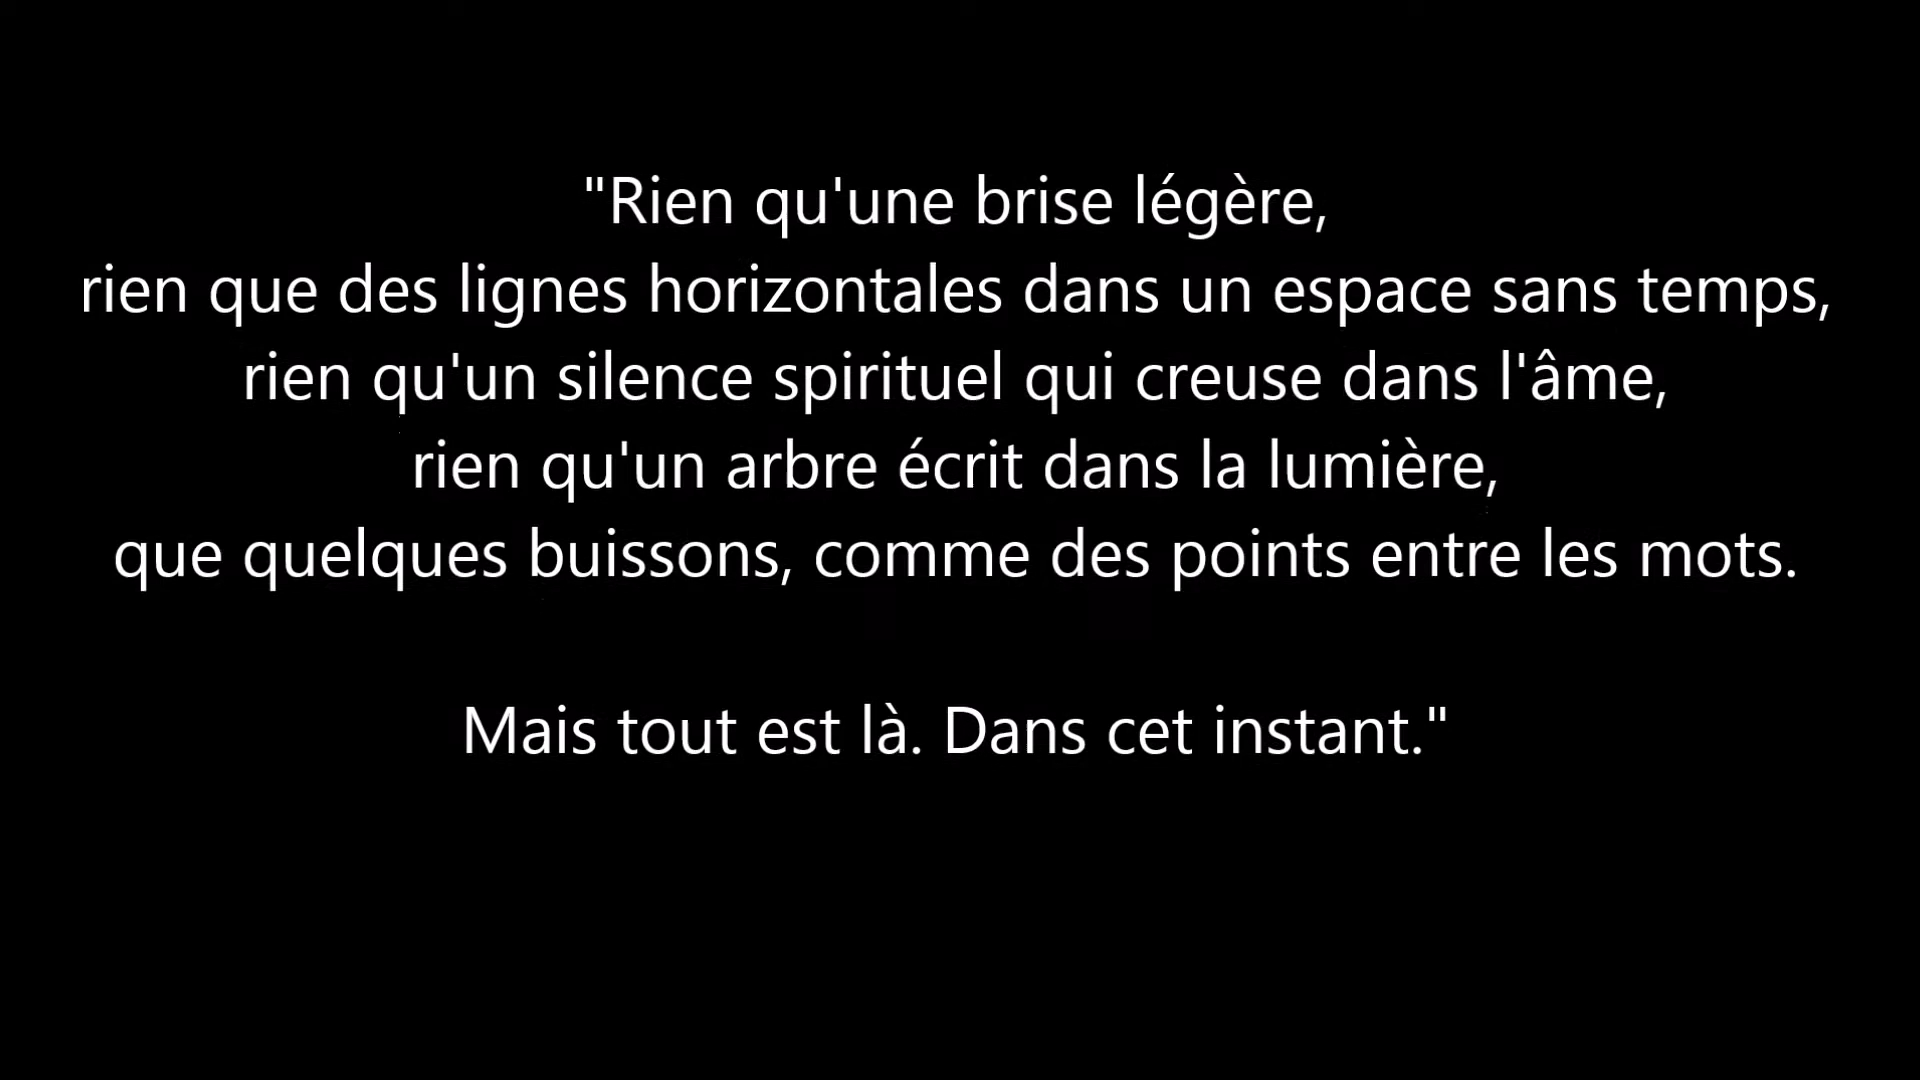 "Rien qu'une brise légère,
rien que des lignes horizontales dans un espace sans temps,
rien qu'un silence spirituel qui creuse dans l'âme,
rien qu'un arbre écrit dans la lumière,
que quelques buissons, comme des points entre les mots.
Mais tout est là. Dans cet instant."